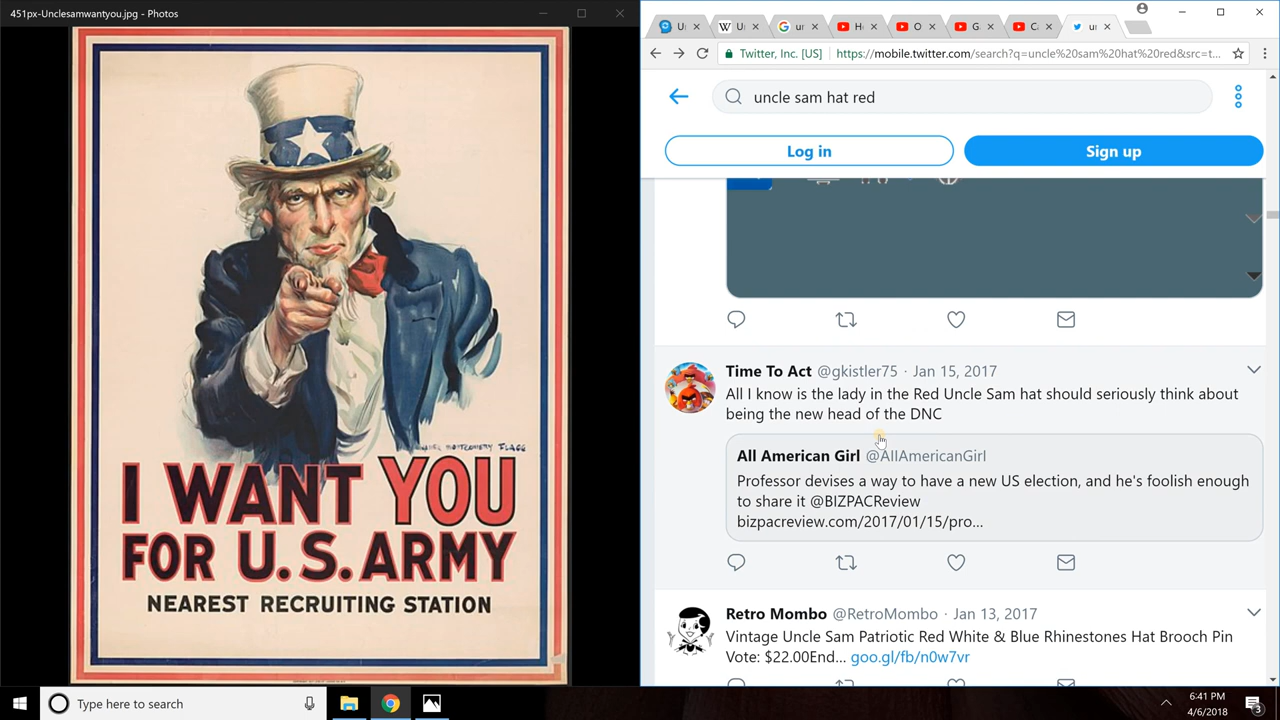 451px-Unclesamwantyou.jpg - Photos
I WANT YOU
FOR U.S. ARMY
NEAREST RECRUITING STATION
Twitter, Inc. [US]
https://mobile.twitter.com/search?q=uncle%20sam%20hat%20red&src=t...
uncle sam hat red
Log in
Sign up
Time To Act @gkistler75 · Jan 15, 2017
All I know is the lady in the Red Uncle Sam hat should seriously think about
being the new head of the DNC
All American Girl @AllAmericanGirl
Professor devises a way to have a new US election, and he's foolish enough
to share it @BIZPACReview
bizpacreview.com/2017/01/15/pro...
Retro Mombo @RetroMombo · Jan 13, 2017
Vintage Uncle Sam Patriotic Red White & Blue Rhinestones Hat Brooch Pin
Vote: $22.00End... goo.gl/fb/n0w7vr
Type here to search
6:41 PM
4/6/2018
3